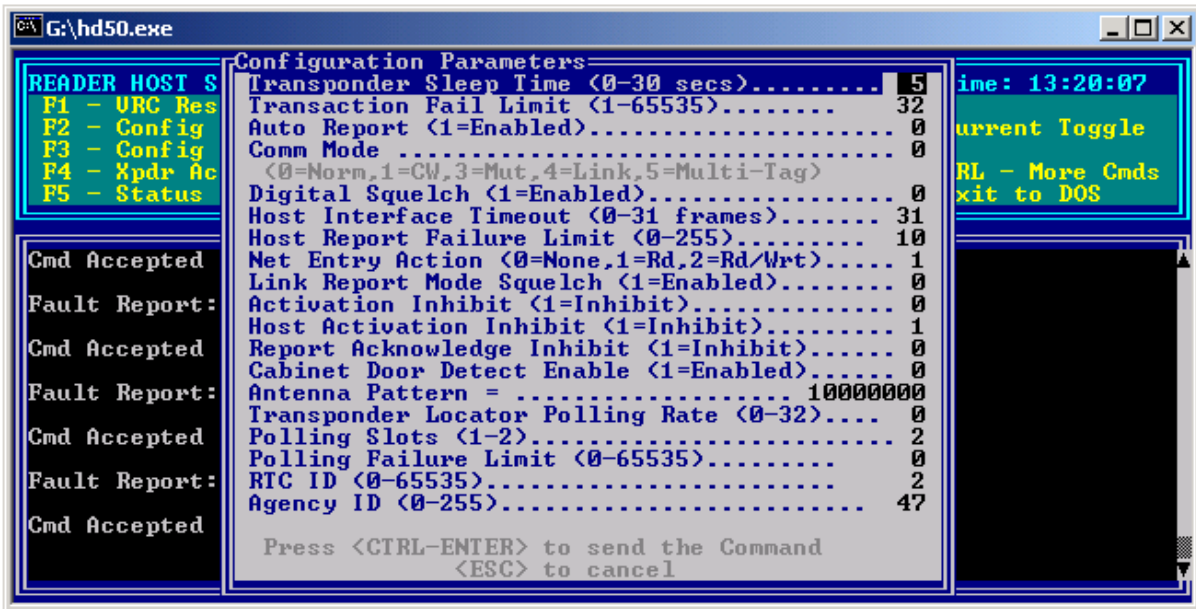 G:\hd50.exe
Configuration Parameters
READER HOST S
ime: 13:20:07
F1 - VRC Res
F2 - Config
urrent Toggle
F3 - Config
F4 - Xpdr Ac
RL - More Cmds
F5 - Status
xit to DOS
Transponder Sleep Time (0-30 secs)......... 5
Transaction Fail Limit (1-65535)......... 32
Auto Report (1=Enabled)...................... 0
Comm Mode ................................... 0
(0=Norm,1=CW,3=Mut,4=Link,5=Multi-Tag)
Digital Squelch (1=Enabled).................. 0
Host Interface Timeout (0-31 frames)....... 31
Host Report Failure Limit (0-255)......... 10
Net Entry Action (0=None,1=Rd,2=Rd/Wrt)..... 1
Link Report Mode Squelch (1=Enabled)........ 0
Activation Inhibit (1=Inhibit).............. 0
Host Activation Inhibit (1=Inhibit)......... 1
Report Acknowledge Inhibit (1=Inhibit)...... 0
Cabinet Door Detect Enable (1=Enabled)...... 0
Antenna Pattern = ................... 10000000
Transponder Locator Polling Rate (0-32).... 0
Polling Slots (1-2)......................... 2
Polling Failure Limit (0-65535)......... 0
RTC ID (0-65535)........................ 2
Agency ID (0-255)......................... 47
Press <CTRL-ENTER> to send the Command
<ESC> to cancel
Cmd Accepted
Fault Report:
Cmd Accepted
Fault Report:
Cmd Accepted
Fault Report:
Cmd Accepted